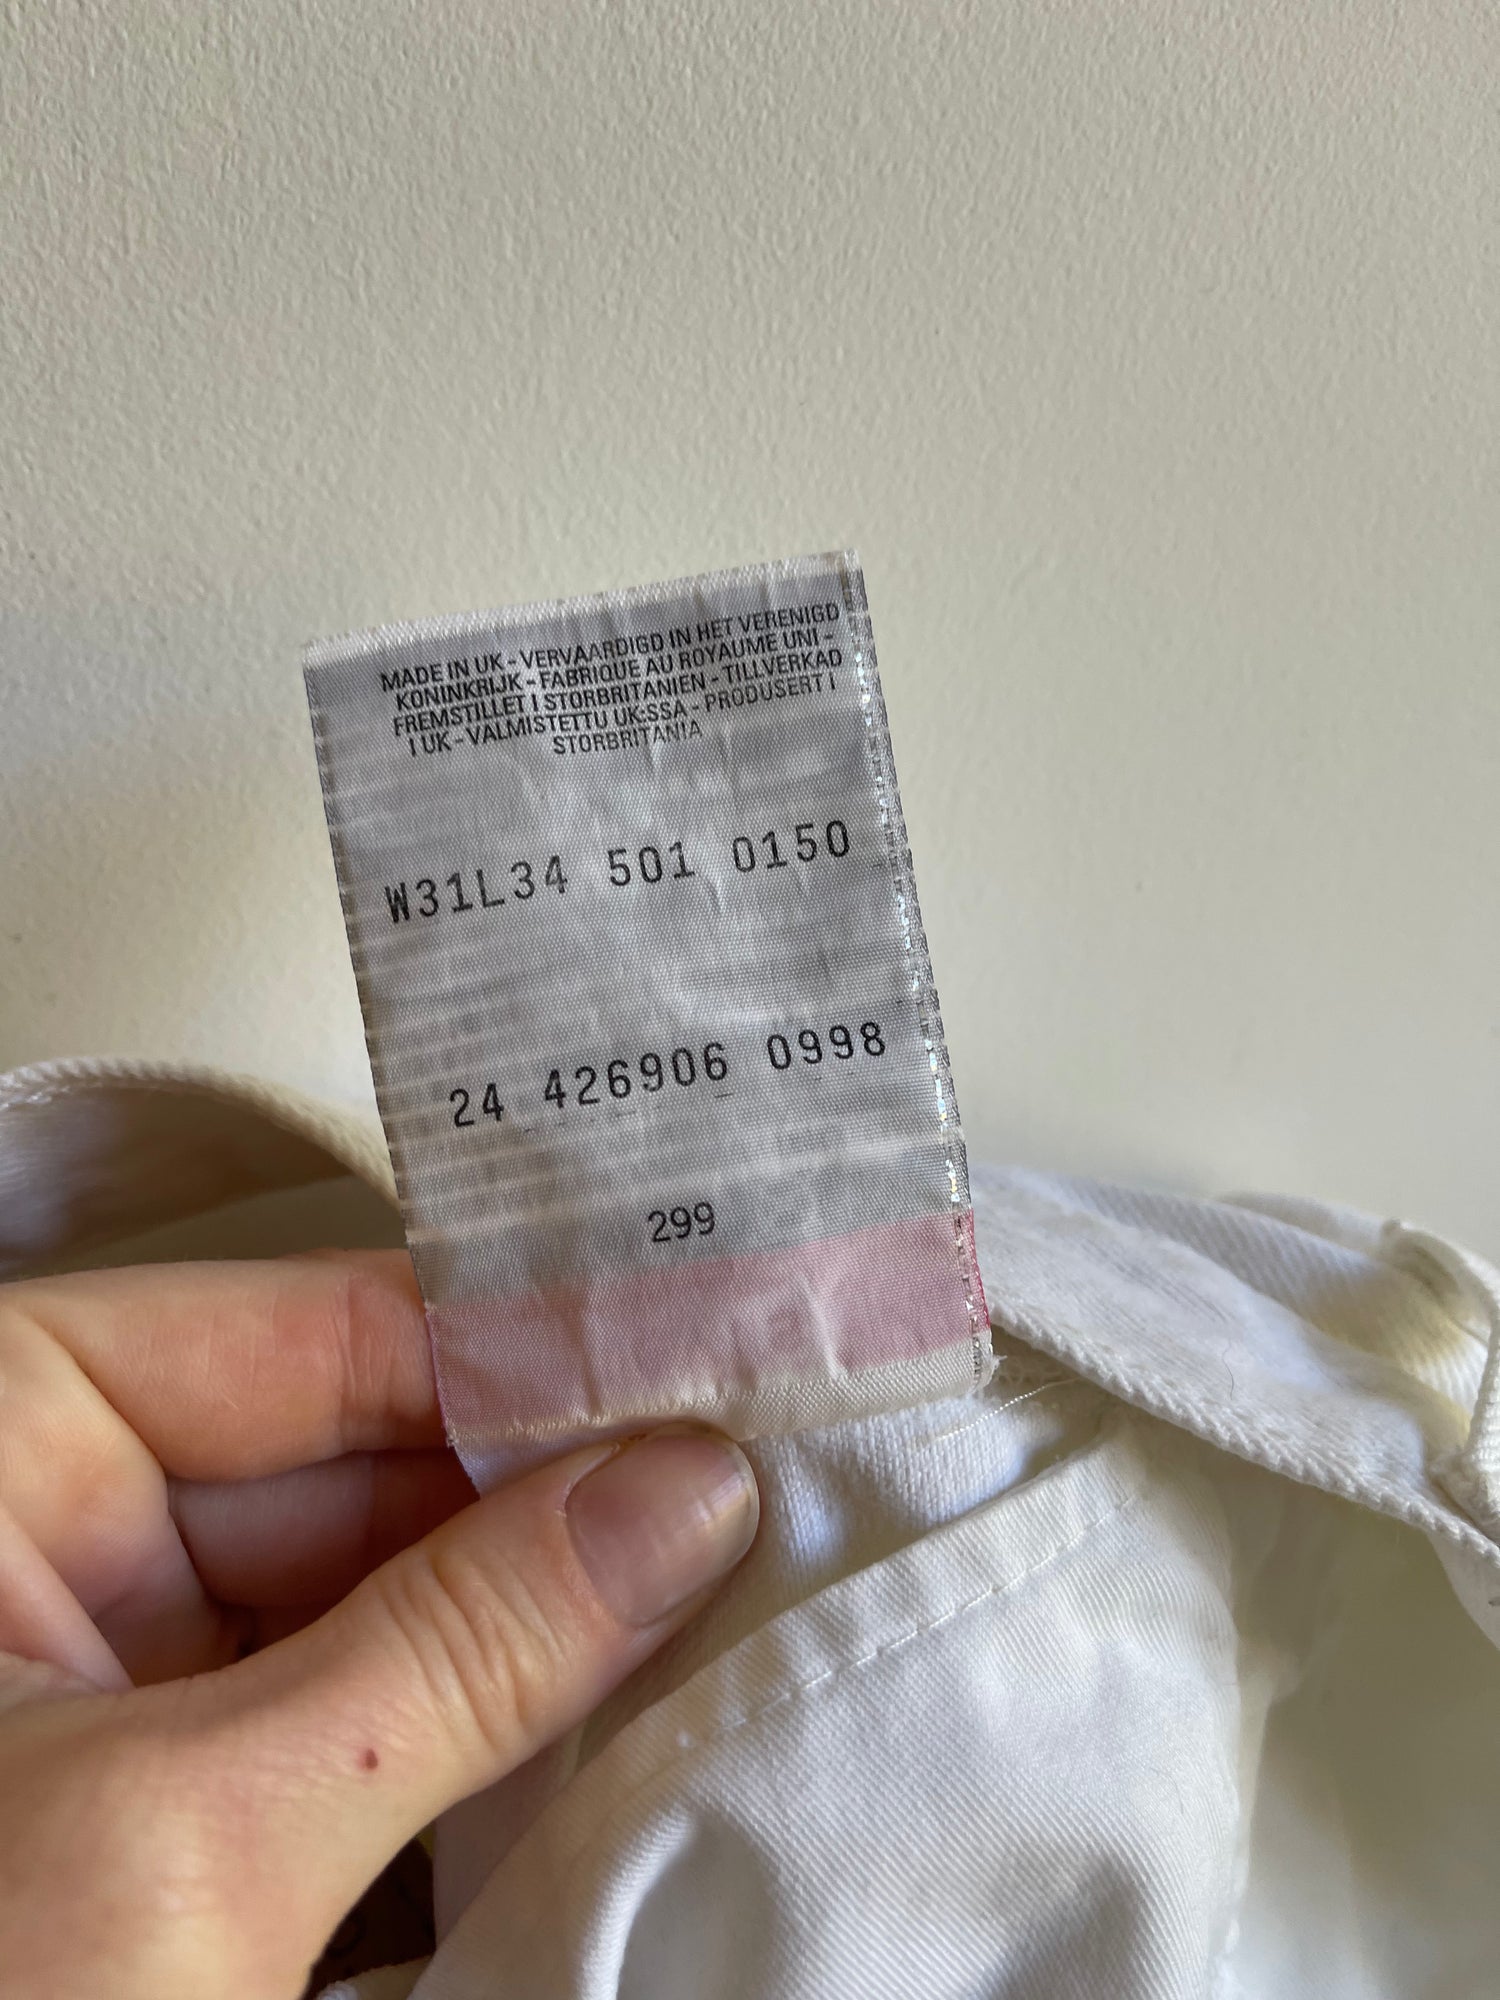 MADE IN UK - VERVAARDIGD IN HET VERENIGD
KONINKRIJK - FABRIQUE AU ROYAUME UNI -
FREMSTILLET I STORBRITANIEN - TILLVERKAD
I UK - VALMISTETTU UK:SSA - PRODUSERT I
STORBRITANIA
W31L34 501 0150
24 426906 0998
299